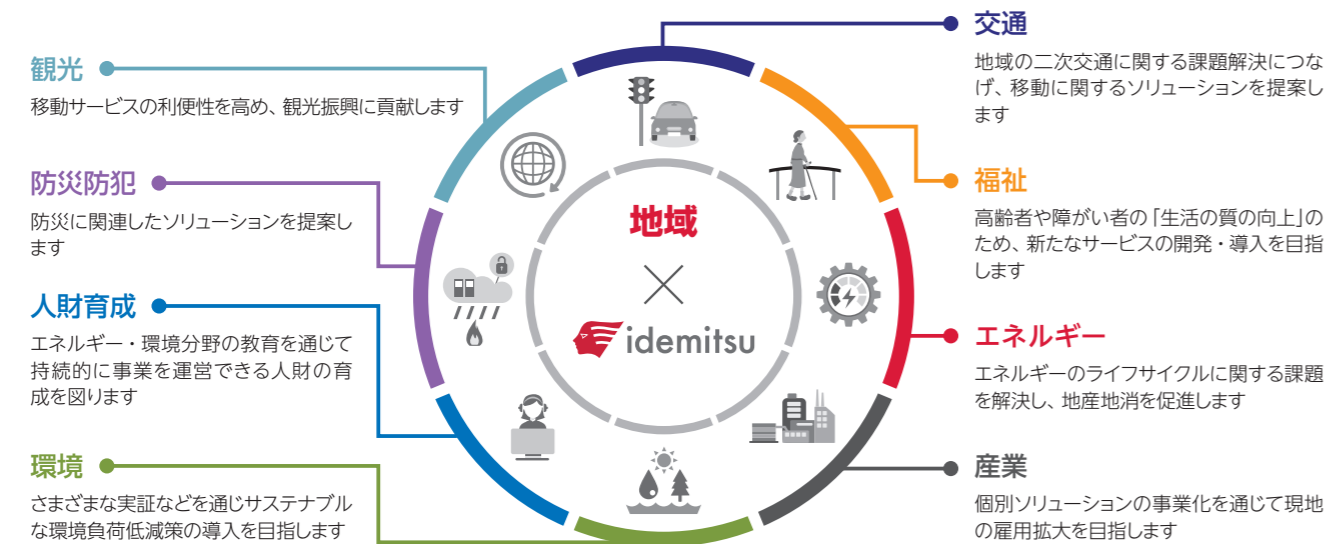 観光
移動サービスの利便性を高め、観光振興に貢献します
防災防犯
防災に関連したソリューションを提案し
ます
人財育成
エネルギー・環境分野の教育を通じて
持続的に事業を運営できる人財の育
成を図ります
環境
さまざまな実証などを通じサステナブル
な環境負荷低減策の導入を目指します
地域
×
idemitsu
交通
地域の二次交通に関する課題解決につな
げ、移動に関するソリューションを提案し
ます
福祉
高齢者や障がい者の「生活の質の向上」の
ため、新たなサービスの開発・導入を目指
します
エネルギー
エネルギーのライフサイクルに関する課題
を解決し、地産地消を促進します
産業
個別ソリューションの事業化を通じて現地
の雇用拡大を目指します